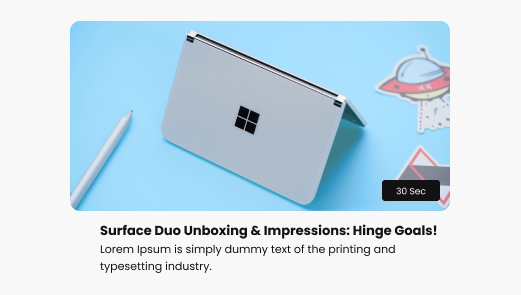 30 Sec
Surface Duo Unboxing & Impressions: Hinge Goals!
Lorem Ipsum is simply dummy text of the printing and
typesetting industry.